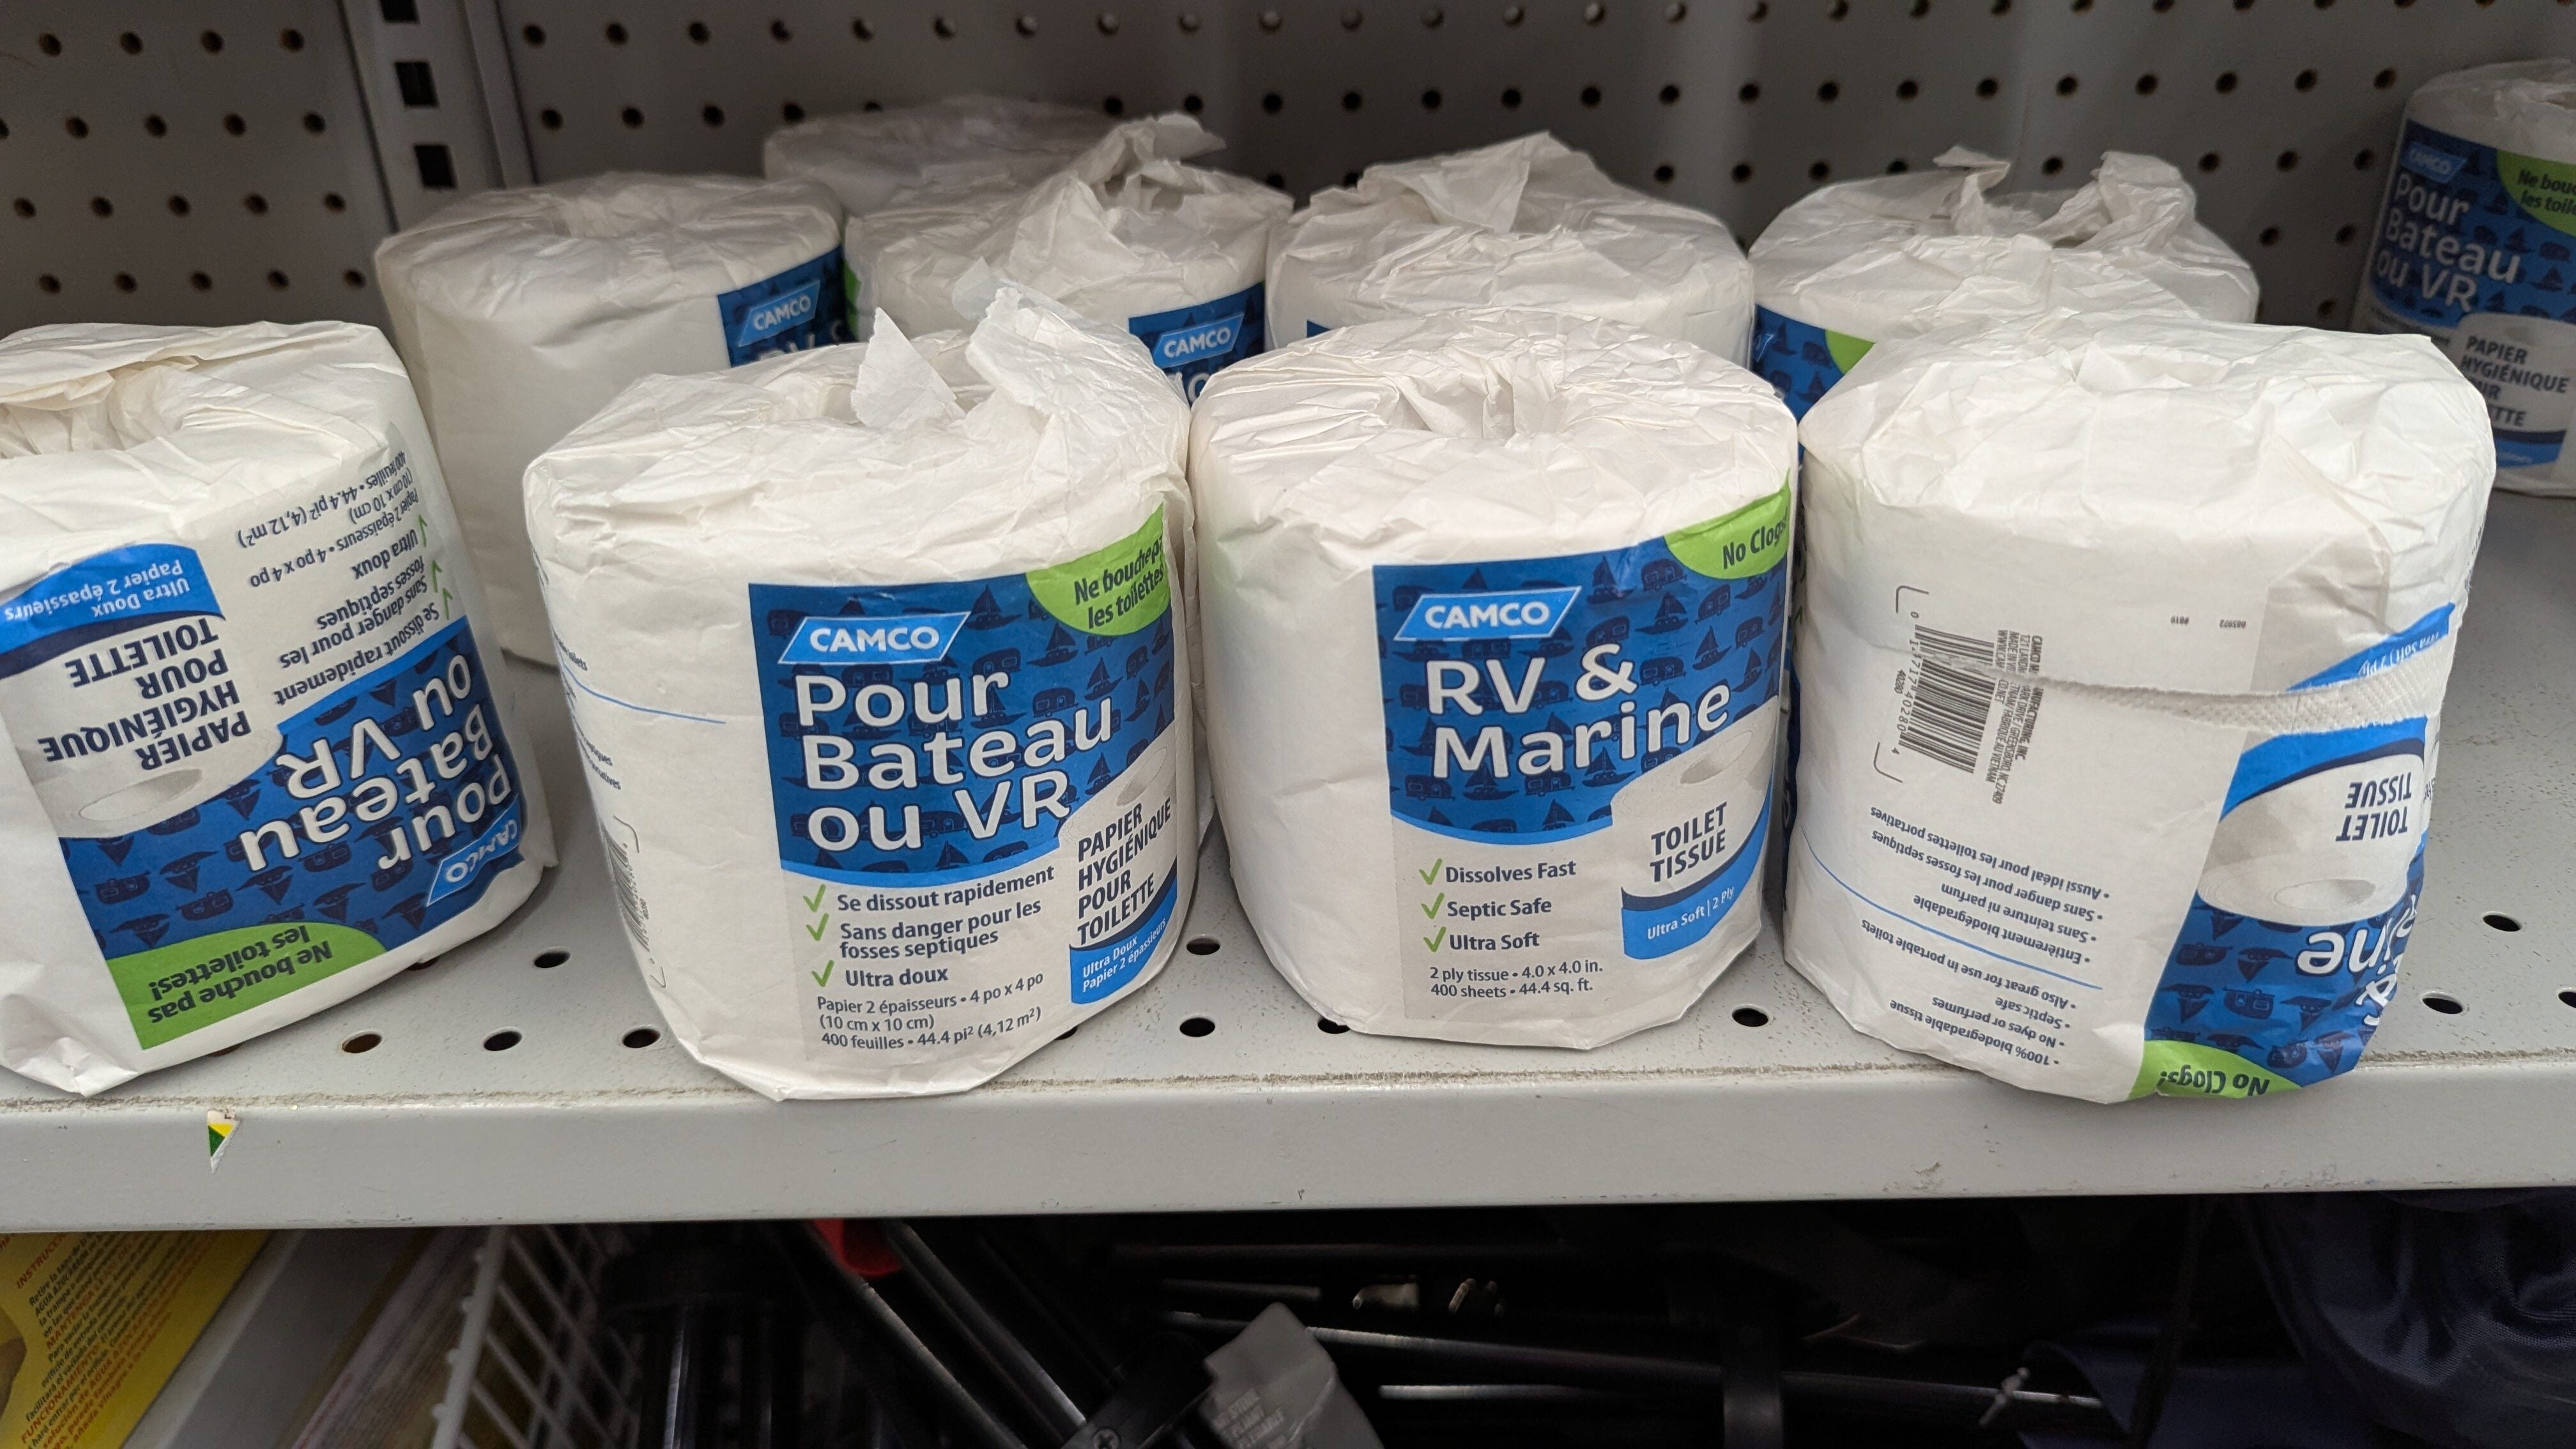 CAMCO
CAMCO
CAMCO
Pour
Bateau
ou VR
PAPIER
HYGIÉNIQUE
CAMCO
Pour
Bateau
ou VR
Ne bouche pas
les toilettes!
PAPIER
HYGIÉNIQUE
POUR
TOILETTE
Ultra Doux
Papier 2 épaisseurs
Se dissout rapidement
Sans danger pour les
fosses septiques
Ultra doux
Papier 2 épaisseurs • 4 po x 4 po
(10 cm x 10 cm)
400 feuilles • 44.4 pi² (4,12 m²)
CAMCO
Pour
Bateau
ou VR
Ne bouche
les toilettes
PAPIER
HYGIÉNIQUE
POUR
TOILETTE
Ultra Doux
Papier 2 épaisseurs
Se dissout rapidement
Sans danger pour les
fosses septiques
Ultra doux
Papier 2 épaisseurs • 4 po x 4 po
(10 cm x 10 cm)
400 feuilles • 44.4 pi² (4,12 m²)
CAMCO
RV &
Marine
No Clogs
TOILET
TISSUE
Ultra Soft | 2 Ply
Dissolves Fast
Septic Safe
Ultra Soft
2 ply tissue • 4.0 x 4.0 in.
400 sheets • 44.4 sq. ft.
No Clogs!
TOILET
TISSUE
• 100% biodegradable tissue
• No dyes or perfumes
• Septic safe
• Also great for use in portable toilets
• Entièrement biodégradable
• Sans teinture ni parfum
• Sans danger pour les fosses septiques
• Aussi idéal pour les toilettes portatives